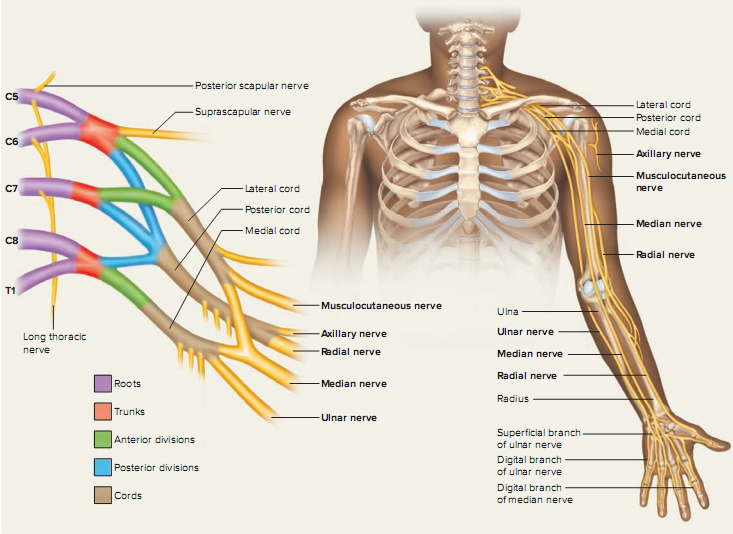 C5
C6
C7
C8
T1
Posterior scapular nerve
Suprascapular nerve
Lateral cord
Posterior cord
Medial cord
Long thoracic
nerve
Musculocutaneous nerve
Axillary nerve
Radial nerve
Median nerve
Ulnar nerve
Roots
Trunks
Anterior divisions
Posterior divisions
Cords
Lateral cord
Posterior cord
Medial cord
Axillary nerve
Musculocutaneous
nerve
Median nerve
Radial nerve
Ulna
Ulnar nerve
Median nerve
Radial nerve
Radius
Superficial branch
of ulnar nerve
Digital branch
of ulnar nerve
Digital branch
of median nerve